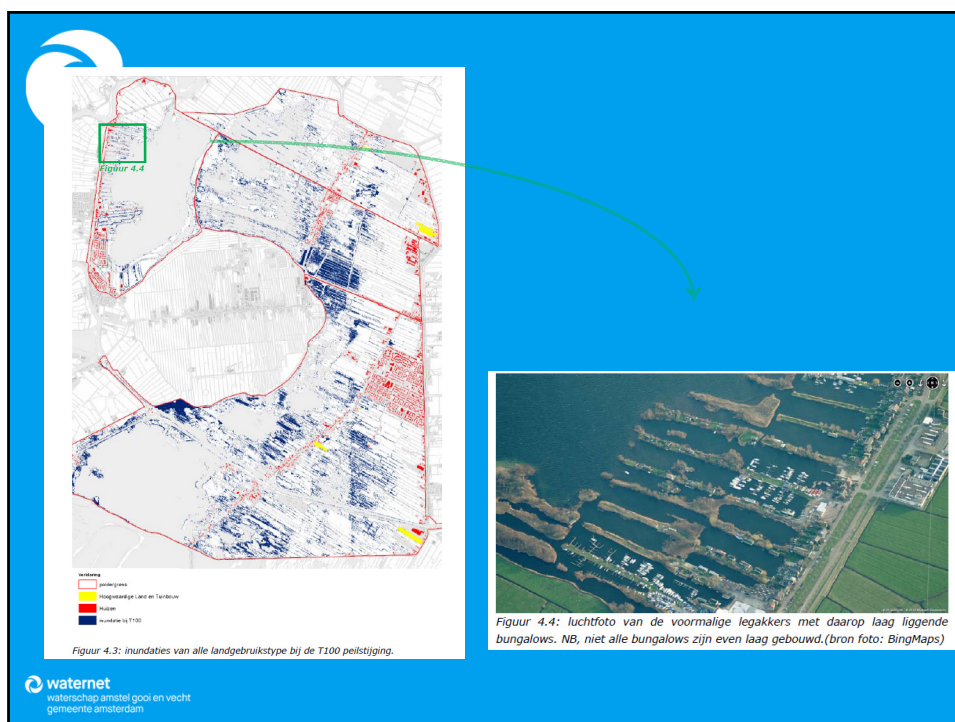 Figuur 4.4
Verklaring
poldergrens
Hoogwaardige Land en Tuinbouw
Huizen
inundatie bij T100
Figuur 4.3: inundaties van alle landgebruikstype bij de T100 peilstijging.
Figuur 4.4: luchtfoto van de voormalige legakkers met daarop laag liggende
bungalows. NB, niet alle bungalows zijn even laag gebouwd.(bron foto: BingMaps)
waternet
waterschap amstel gooi en vecht
gemeente amsterdam